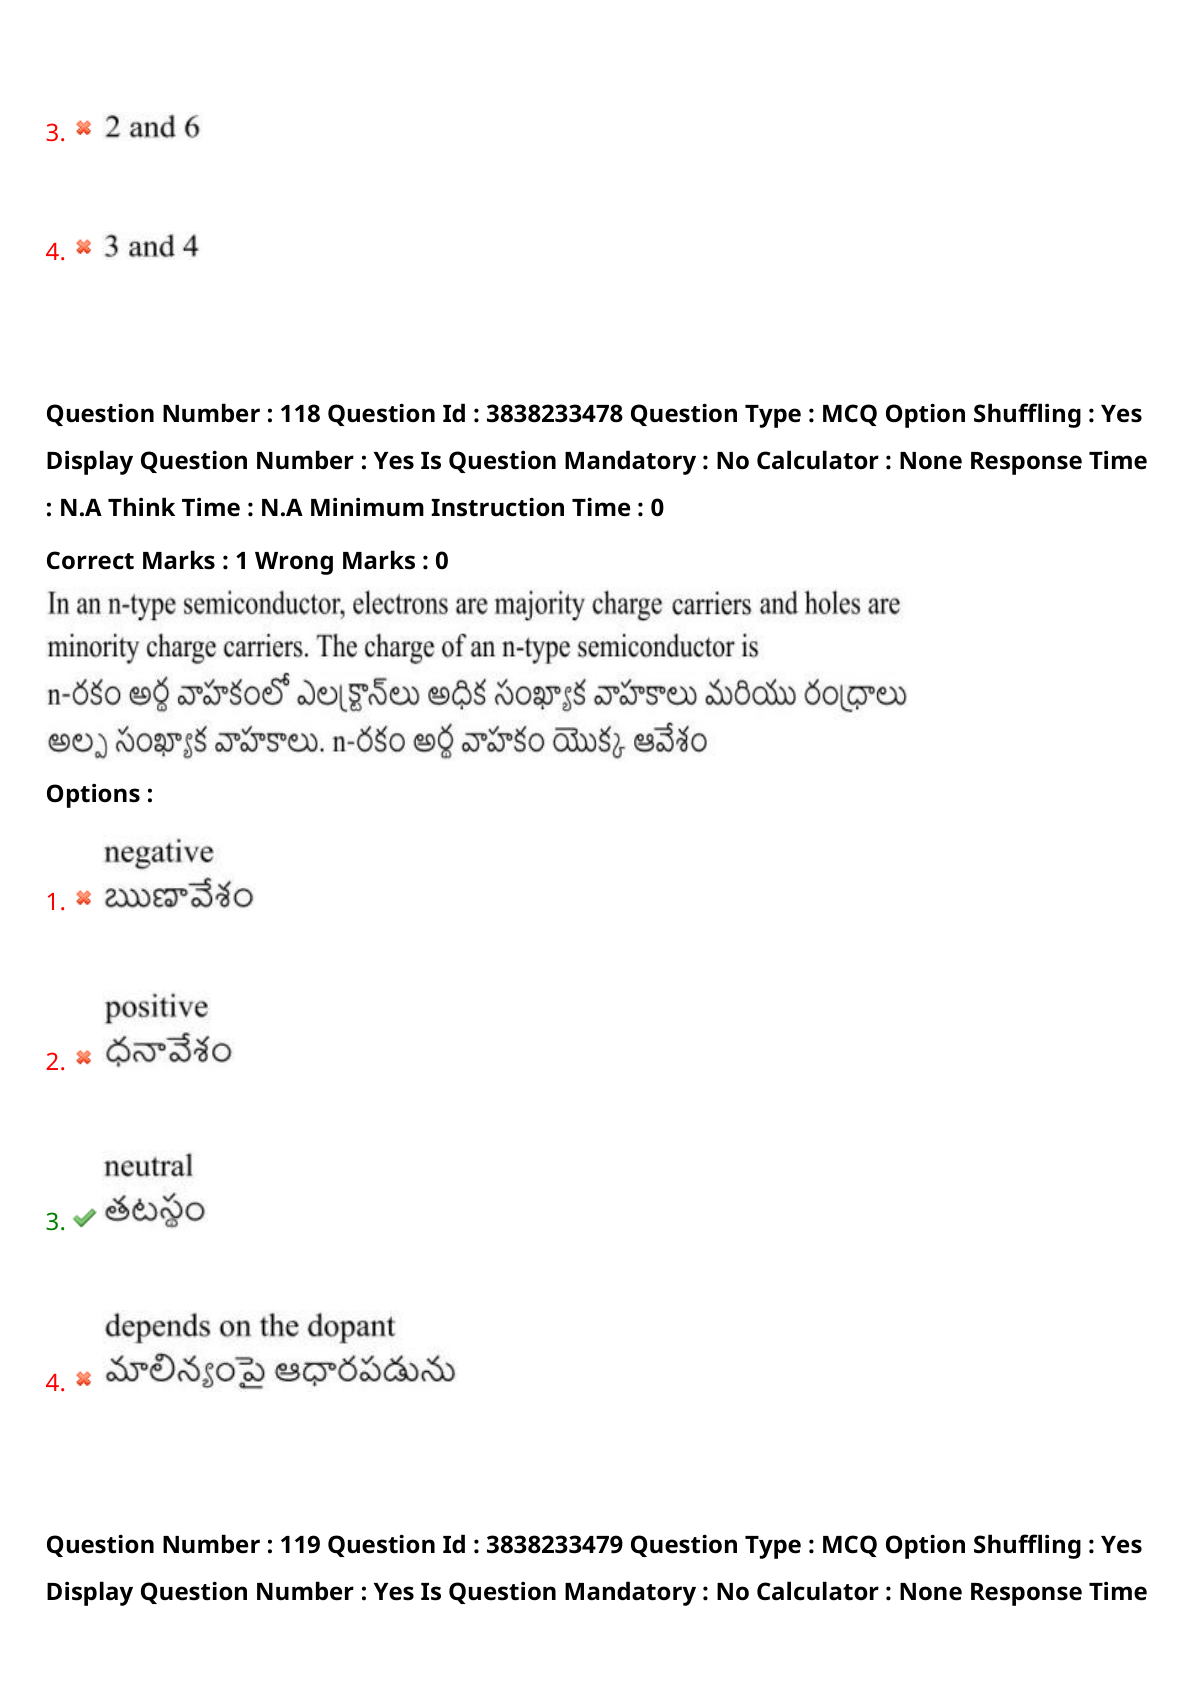 3. 2 and 6
4. 3 and 4
Question Number : 118 Question Id : 3838233478 Question Type : MCQ Option Shuffling : Yes
Display Question Number : Yes Is Question Mandatory : No Calculator : None Response Time
: N.A Think Time : N.A Minimum Instruction Time : 0
Correct Marks : 1 Wrong Marks : 0
In an n-type semiconductor, electrons are majority charge carriers and holes are
minority charge carriers. The charge of an n-type semiconductor is
n-రకం అర్ధ వాహకంలో ఎలక్ట్రాన్‌లు అధిక సంఖ్యాక వాహకాలు మరియు రంధ్రాలు
అల్ప సంఖ్యాక వాహకాలు. n-రకం అర్ధ వాహకం యొక్క ఆవేశం
Options :
negative
1. ఋణావేశం
positive
2. ధనావేశం
neutral
3. తటస్థం
depends on the dopant
4. మాలిన్యంపై ఆధారపడును
Question Number : 119 Question Id : 3838233479 Question Type : MCQ Option Shuffling : Yes
Display Question Number : Yes Is Question Mandatory : No Calculator : None Response Time